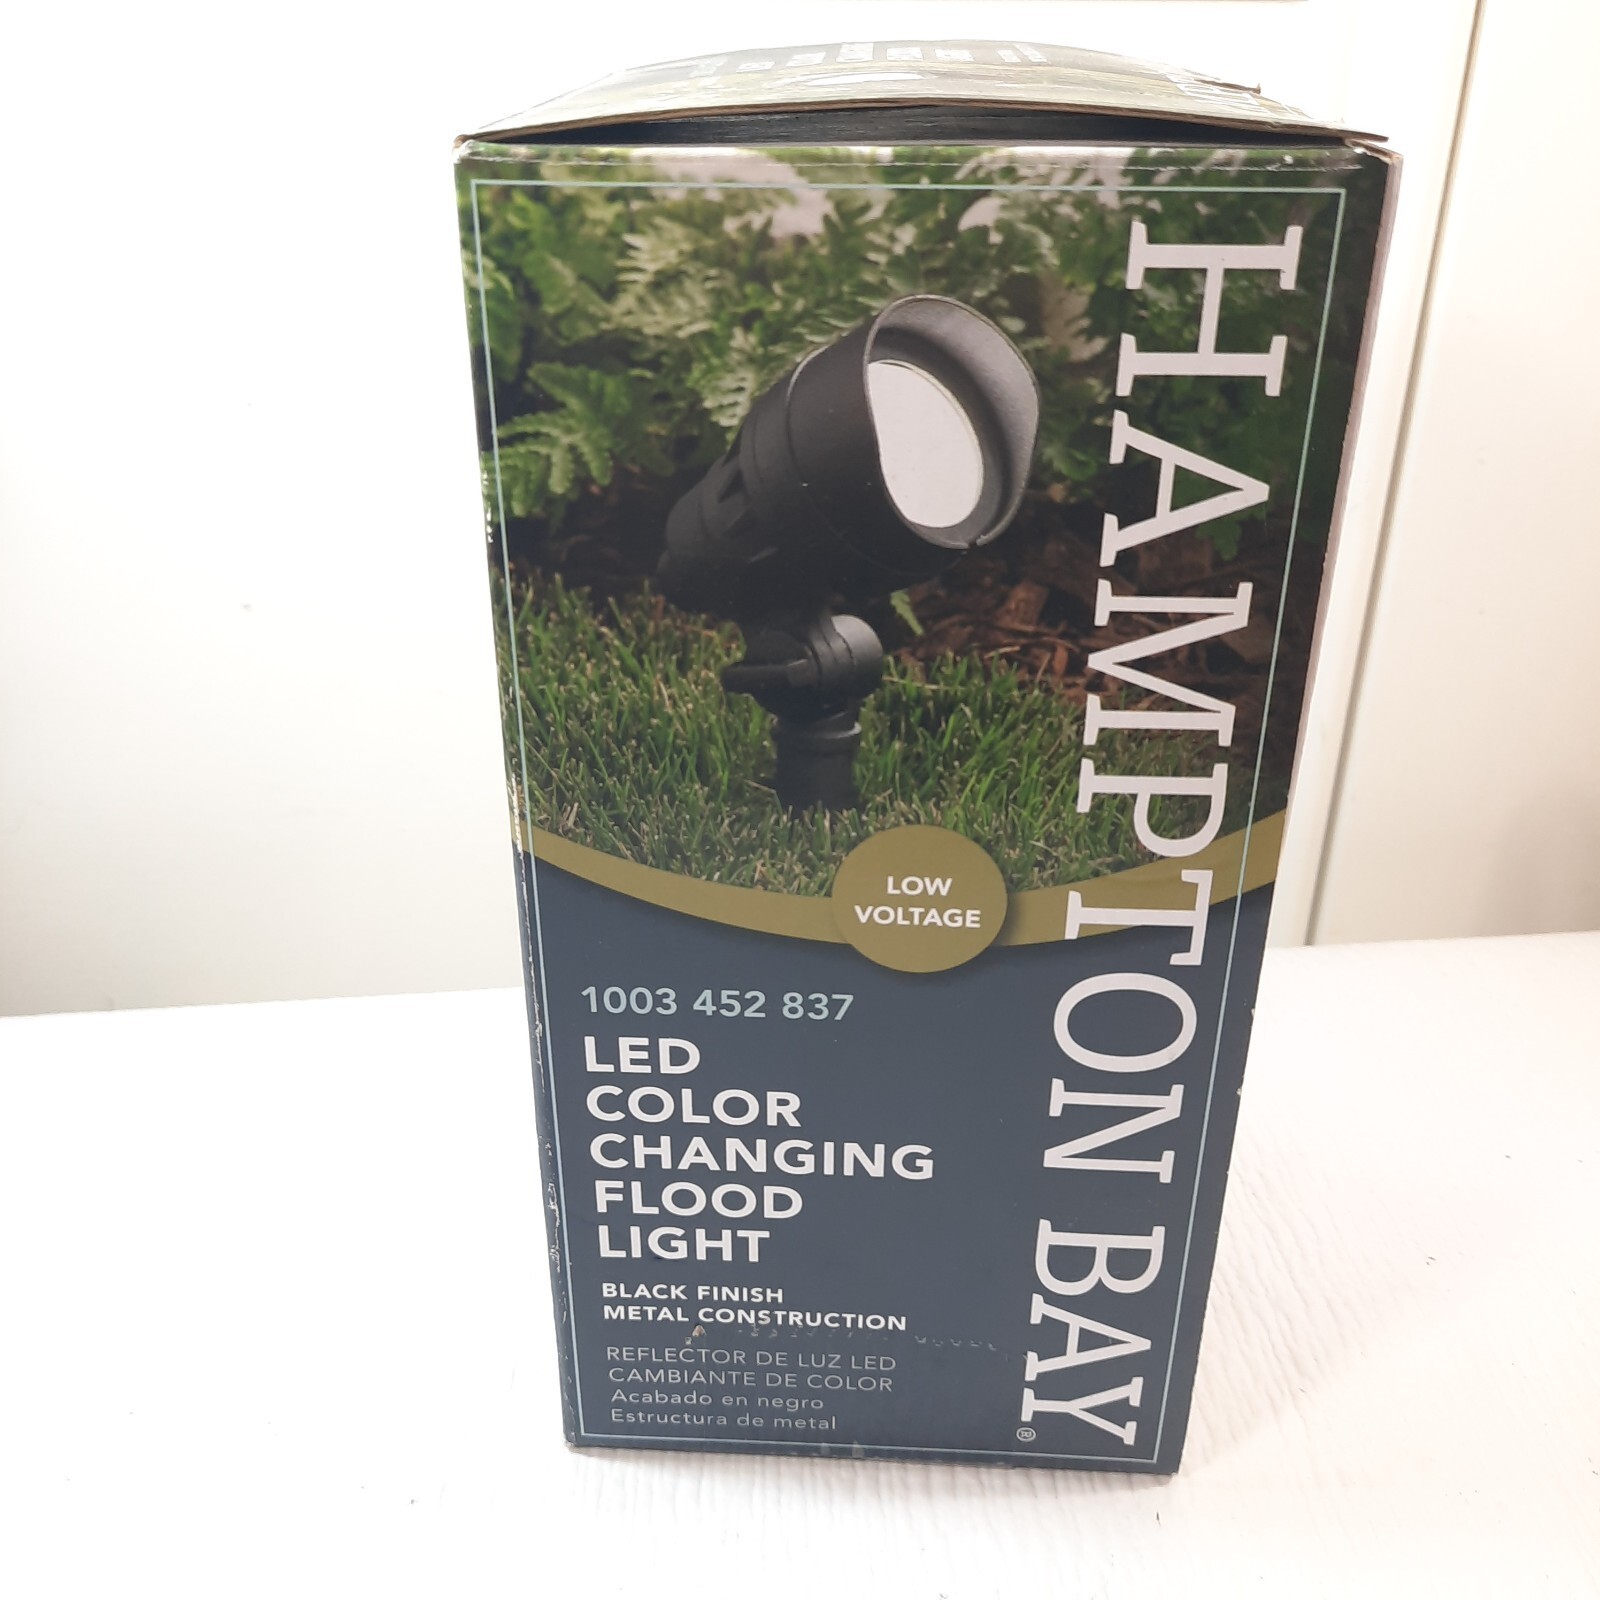 HAMPTON BAY®
LOW
VOLTAGE
1003 452 837
LED
COLOR
CHANGING
FLOOD
LIGHT
BLACK FINISH
METAL CONSTRUCTION
REFLECTOR DE LUZ LED
CAMBIANTE DE COLOR
Acabado en negro
Estructura de metal